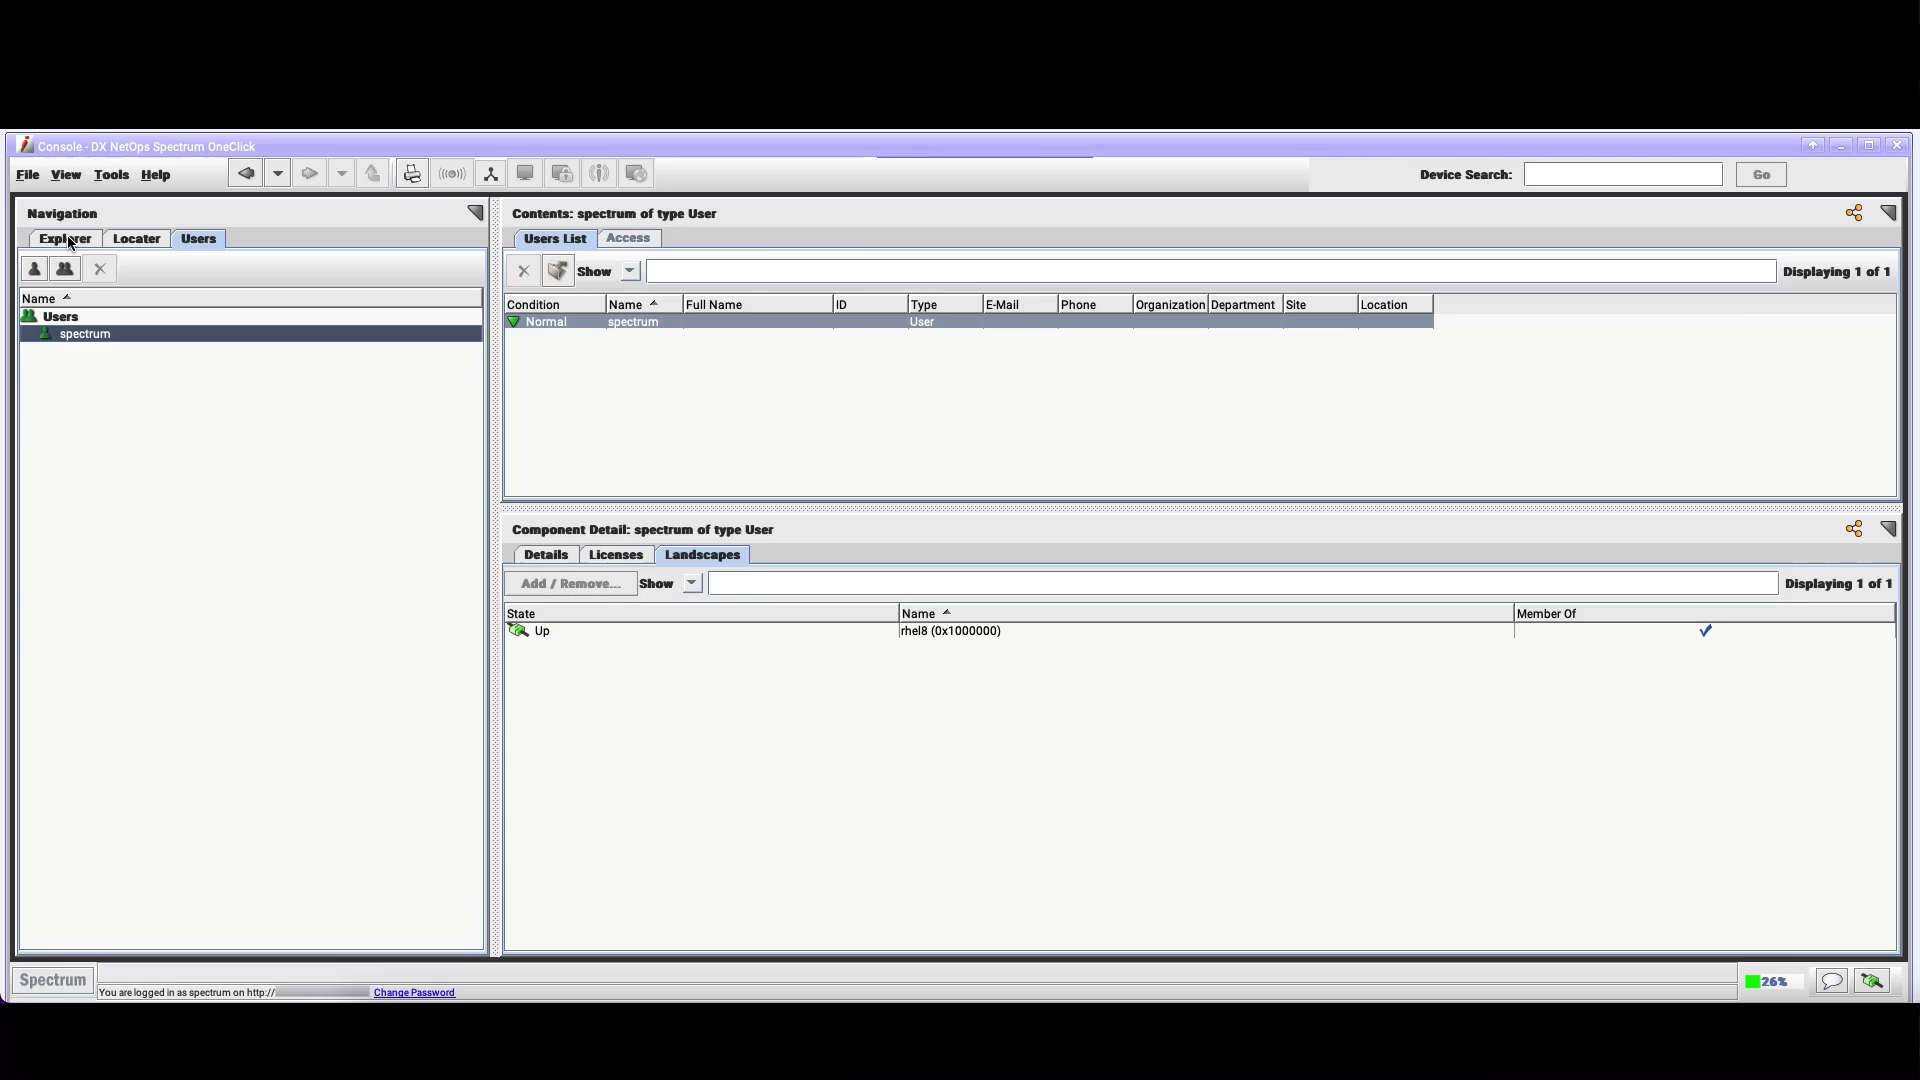 Console - DX NetOps Spectrum OneClick
File View Tools Help
Device Search: Go
Navigation
Explorer Locater Users
Name
Users
spectrum
Contents: spectrum of type User
Users List Access
Show Displaying 1 of 1
Condition Name Full Name ID Type E-Mail Phone Organization Department Site Location
Normal spectrum User
Component Detail: spectrum of type User
Details Licenses Landscapes
Add / Remove... Show Displaying 1 of 1
State Name Member Of
Up rhel8 (0x1000000)
Spectrum
You are logged in as spectrum on http:// Change Password
26%